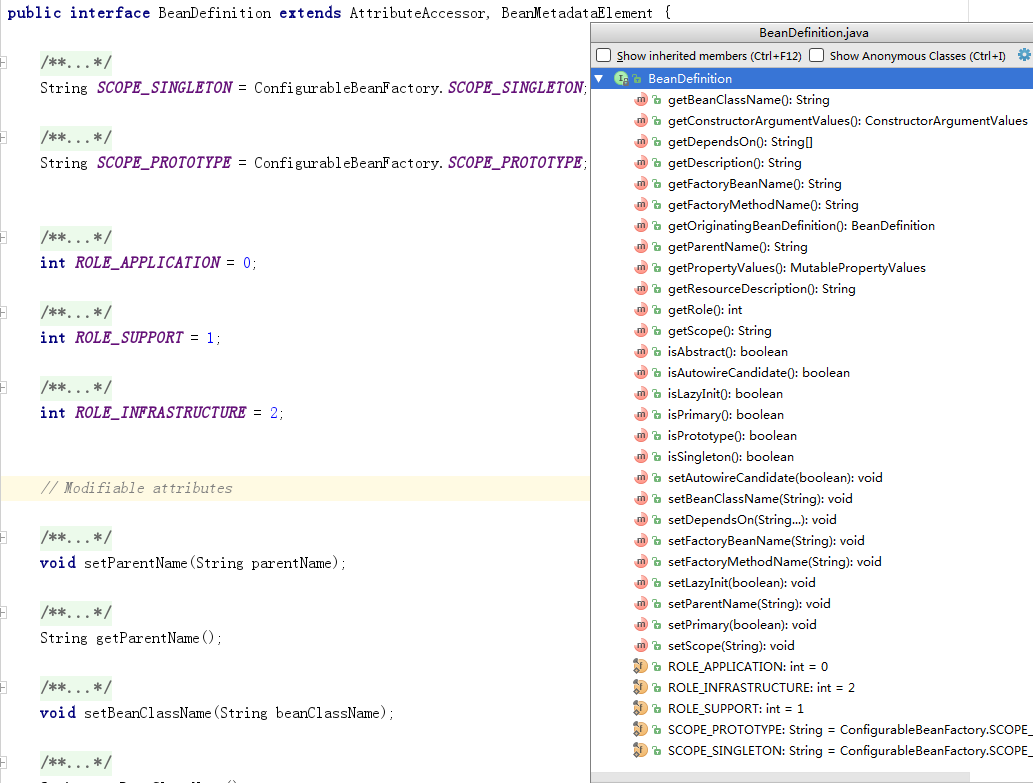 public interface BeanDefinition extends AttributeAccessor, BeanMetadataElement {
/**...*/
String SCOPE_SINGLETON = ConfigurableBeanFactory.SCOPE_SINGLETON;
/**...*/
String SCOPE_PROTOTYPE = ConfigurableBeanFactory.SCOPE_PROTOTYPE;
/**...*/
int ROLE_APPLICATION = 0;
/**...*/
int ROLE_SUPPORT = 1;
/**...*/
int ROLE_INFRASTRUCTURE = 2;
// Modifiable attributes
/**...*/
void setParentName(String parentName);
/**...*/
String getParentName();
/**...*/
void setBeanClassName(String beanClassName);
/**...*/
BeanDefinition.java
Show inherited members (Ctrl+F12) Show Anonymous Classes (Ctrl+I)
BeanDefinition
getBeanClassName(): String
getConstructorArgumentValues(): ConstructorArgumentValues
getDependsOn(): String[]
getDescription(): String
getFactoryBeanName(): String
getFactoryMethodName(): String
getOriginatingBeanDefinition(): BeanDefinition
getParentName(): String
getPropertyValues(): MutablePropertyValues
getResourceDescription(): String
getRole(): int
getScope(): String
isAbstract(): boolean
isAutowireCandidate(): boolean
isLazyInit(): boolean
isPrimary(): boolean
isPrototype(): boolean
isSingleton(): boolean
setAutowireCandidate(boolean): void
setBeanClassName(String): void
setDependsOn(String...): void
setFactoryBeanName(String): void
setFactoryMethodName(String): void
setLazyInit(boolean): void
setParentName(String): void
setPrimary(boolean): void
setScope(String): void
ROLE_APPLICATION: int = 0
ROLE_INFRASTRUCTURE: int = 2
ROLE_SUPPORT: int = 1
SCOPE_PROTOTYPE: String = ConfigurableBeanFactory.SCOPE_
SCOPE_SINGLETON: String = ConfigurableBeanFactory.SCOPE_